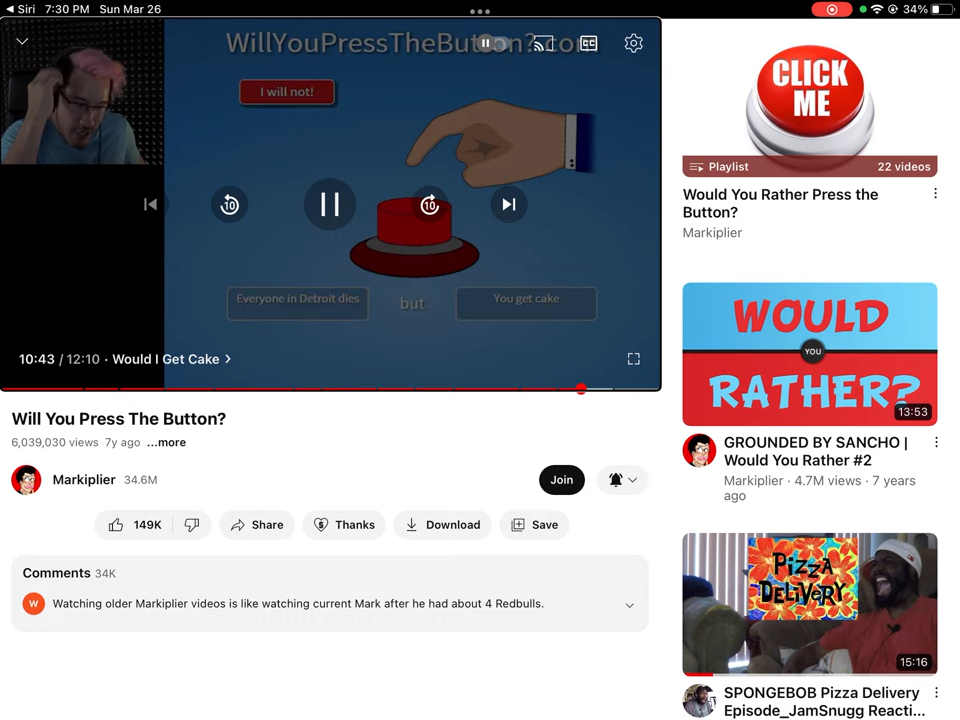 Siri 7:30 PM Sun Mar 26
34%
WillYouPressTheButton?.com
I will not!
10
10
Everyone in Detroit dies
but
You get cake
10:43 / 12:10 · Would I Get Cake
Will You Press The Button?
6,039,030 views 7y ago ...more
Markiplier 34.6M
Join
149K
Share
Thanks
Download
Save
Comments 34K
W
Watching older Markiplier videos is like watching current Mark after he had about 4 Redbulls.
CLICK
ME
Playlist
22 videos
Would You Rather Press the
Button?
Markiplier
WOULD
YOU
RATHER?
13:53
GROUNDED BY SANCHO |
Would You Rather #2
Markiplier · 4.7M views · 7 years
ago
PizzA
DELiVERY
15:16
SPONGEBOB Pizza Delivery
Episode_JamSnugg Reacti...